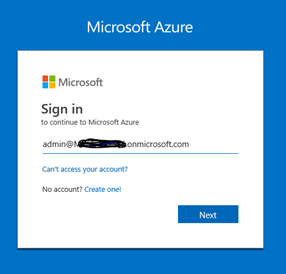 Microsoft Azure
Microsoft
Sign in
to continue to Microsoft Azure
admin@M onmicrosoft.com
Can't access your account?
No account? Create one!
Next